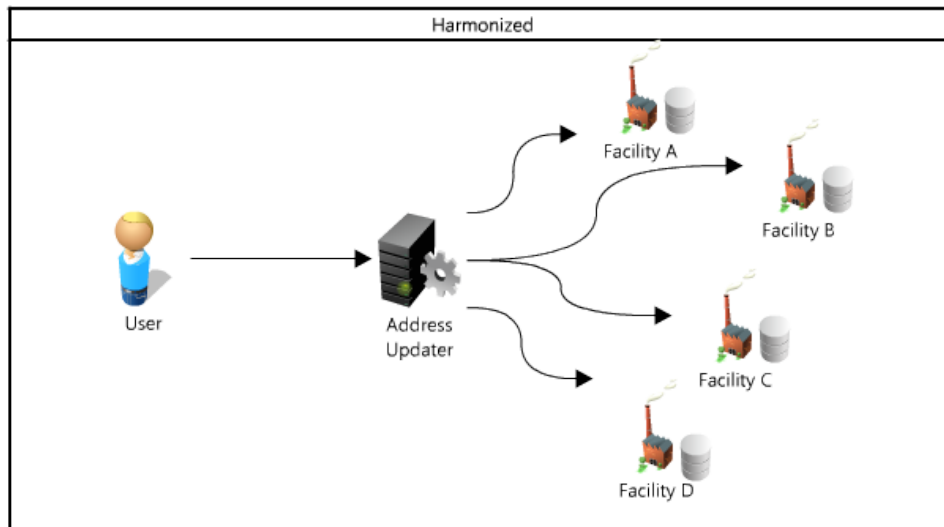 Harmonized
Facility A
Facility B
User
Address
Updater
Facility C
Facility D